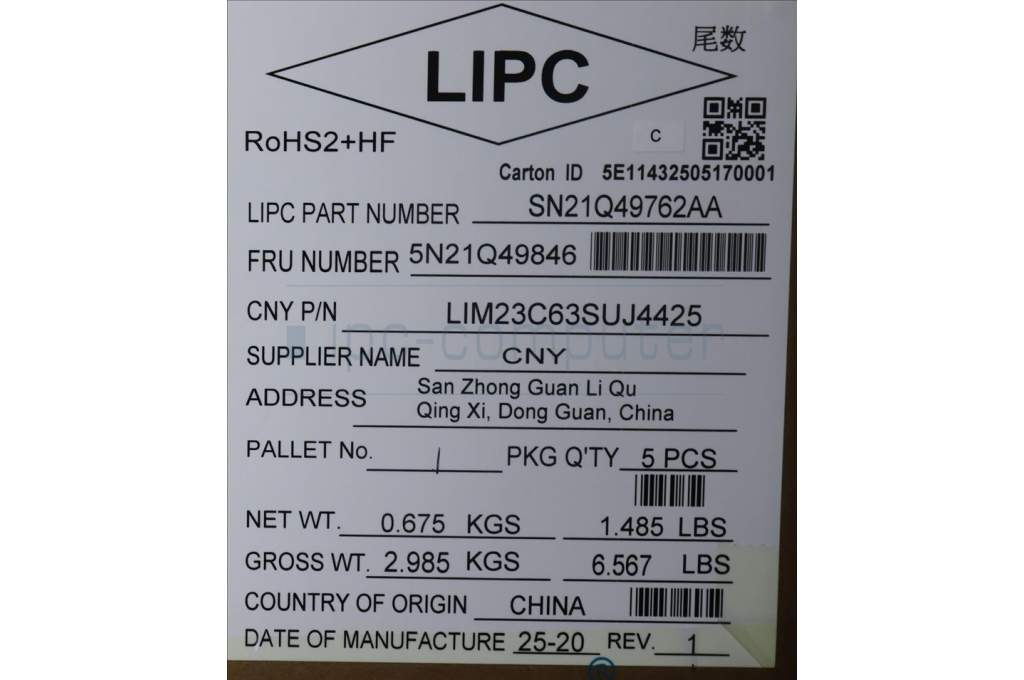 尾数
LIPC
RoHS2+HF
C
Carton ID 5E11432505170001
LIPC PART NUMBER SN21Q49762AA
FRU NUMBER 5N21Q49846
CNY P/N LIM23C63SUJ4425
ipc-computer
SUPPLIER NAME CNY
ADDRESS San Zhong Guan Li Qu
Qing Xi, Dong Guan, China
PALLET No. / PKG Q'TY 5 PCS
NET WT. 0.675 KGS 1.485 LBS
GROSS WT. 2.985 KGS 6.567 LBS
COUNTRY OF ORIGIN CHINA
DATE OF MANUFACTURE 25-20 REV. 1